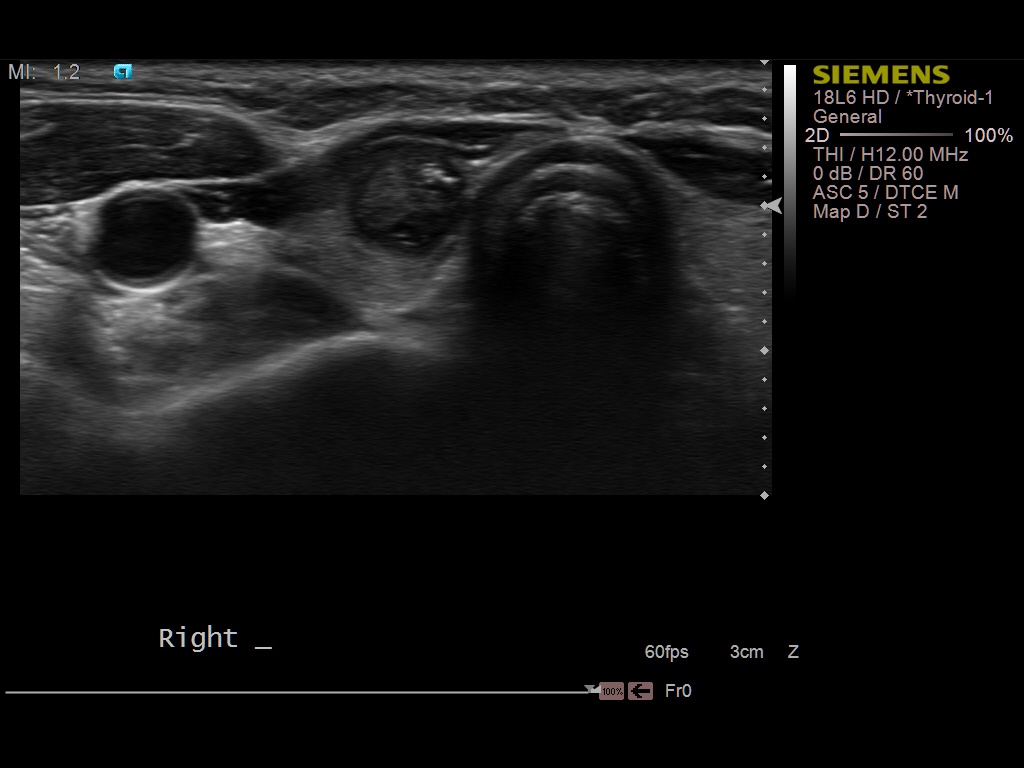 MI: 1.2
SIEMENS
18L6 HD / *Thyroid-1
General
2D 100%
THI / H12.00 MHz
0 dB / DR 60
ASC 5 / DTCE M
Map D / ST 2
Right _
60fps 3cm Z
100% Fr0